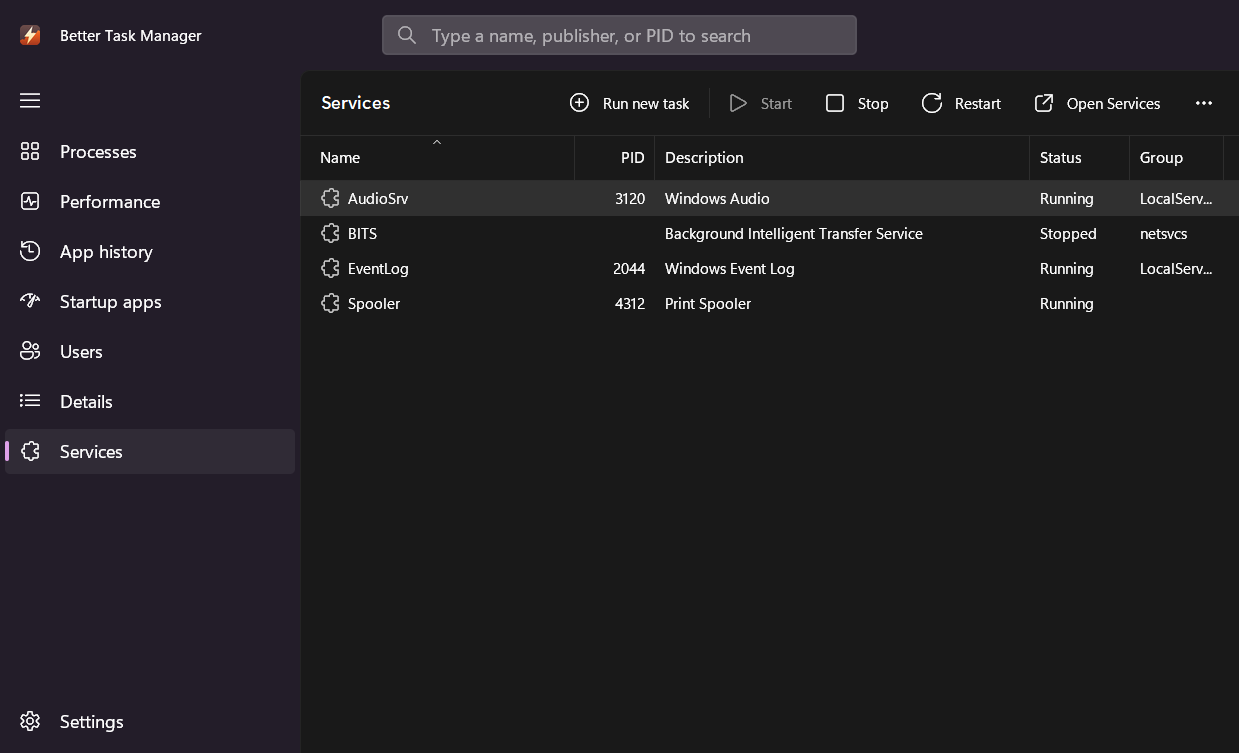 Better Task Manager
Type a name, publisher, or PID to search
Services
Run new task
Start
Stop
Restart
Open Services
Processes
Performance
App history
Startup apps
Users
Details
Services
Settings
Name PID Description Status Group
AudioSrv 3120 Windows Audio Running LocalServ...
BITS Background Intelligent Transfer Service Stopped netsvcs
EventLog 2044 Windows Event Log Running LocalServ...
Spooler 4312 Print Spooler Running